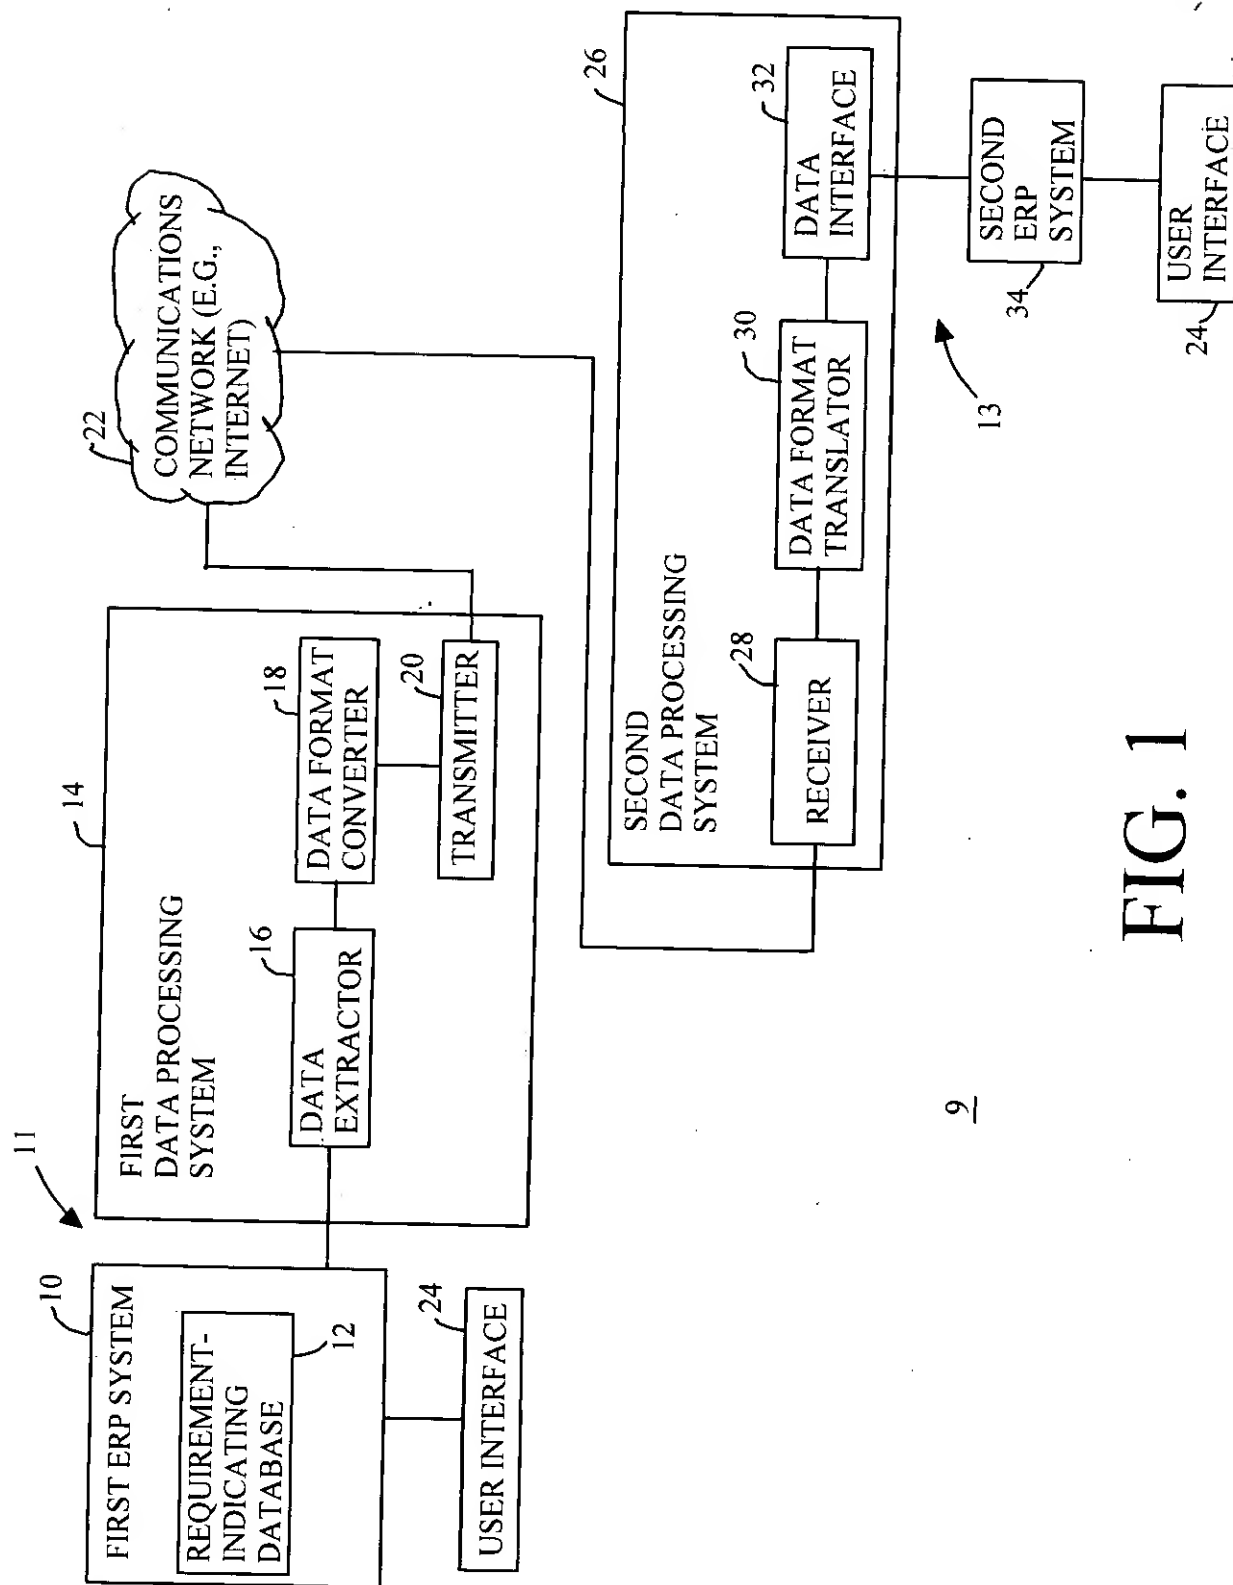 11
10
FIRST ERP SYSTEM
REQUIREMENT-
INDICATING
DATABASE
12
24
USER INTERFACE
14
FIRST
DATA PROCESSING
SYSTEM
16
DATA
EXTRACTOR
18
DATA FORMAT
CONVERTER
20
TRANSMITTER
22
COMMUNICATIONS
NETWORK (E.G.,
INTERNET)
26
SECOND
DATA PROCESSING
SYSTEM
28
RECEIVER
30
DATA FORMAT
TRANSLATOR
32
DATA
INTERFACE
13
34
SECOND
ERP
SYSTEM
24
USER
INTERFACE
9
FIG. 1